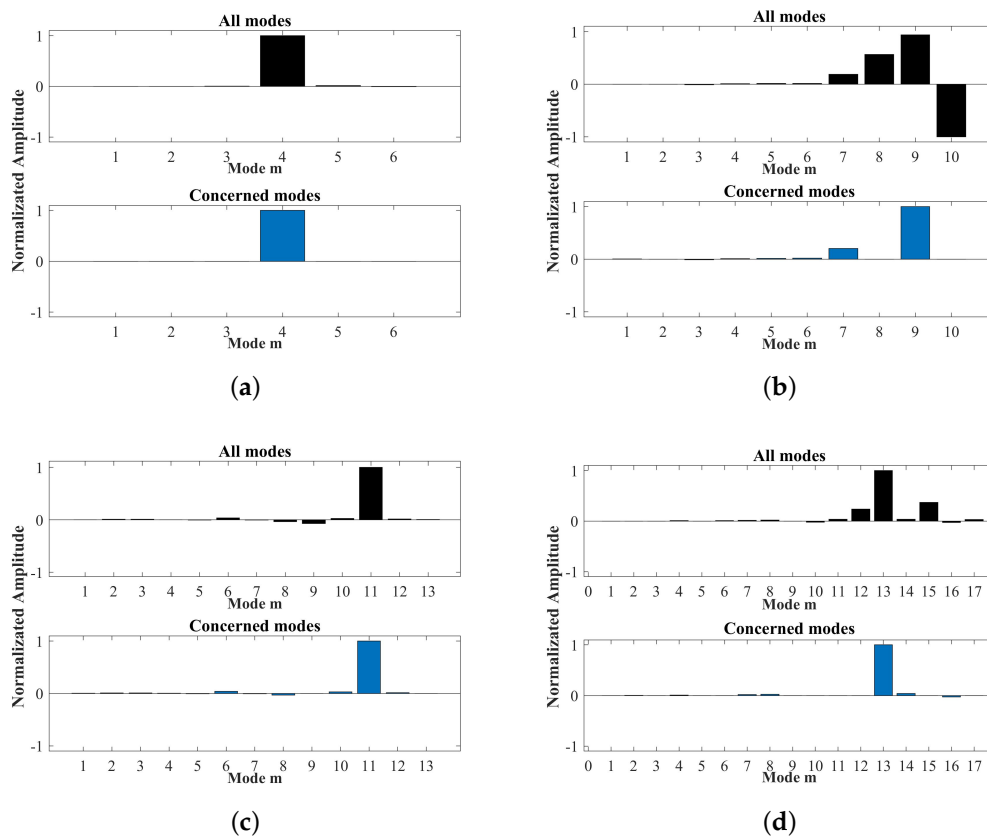 All modes
1
0
-1
1 2 3 4 5 6
Mode m
Normalizated Amplitude
Concerned modes
1
0
-1
1 2 3 4 5 6
Mode m
(a)
All modes
1
0
-1
1 2 3 4 5 6 7 8 9 10
Mode m
Normalizated Amplitude
Concerned modes
1
0
-1
1 2 3 4 5 6 7 8 9 10
Mode m
(b)
All modes
1
0
-1
1 2 3 4 5 6 7 8 9 10 11 12 13
Mode m
Normalizated Amplitude
Concerned modes
1
0
-1
1 2 3 4 5 6 7 8 9 10 11 12 13
Mode m
(c)
All modes
1
0
-1
0 1 2 3 4 5 6 7 8 9 10 11 12 13 14 15 16 17
Mode m
Normalizated Amplitude
Concerned modes
1
0
-1
0 1 2 3 4 5 6 7 8 9 10 11 12 13 14 15 16 17
Mode m
(d)